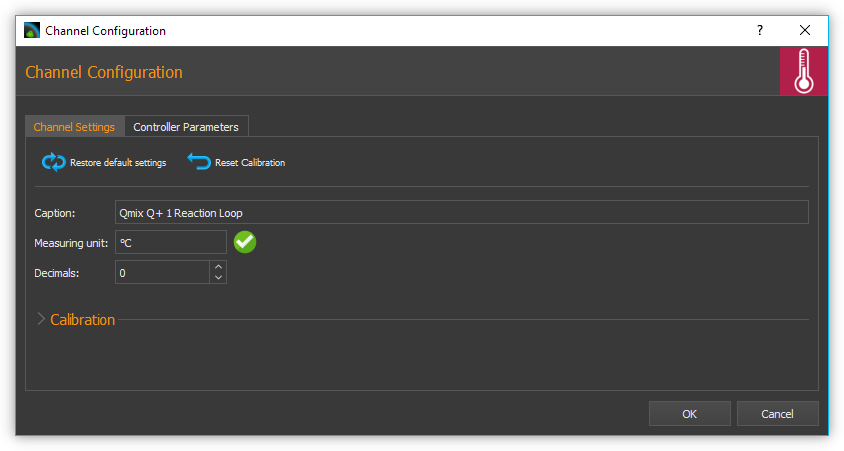 Channel Configuration ?
Channel Configuration
Channel Settings Controller Parameters
Restore default settings Reset Calibration
Caption: Qmix Q+ 1 Reaction Loop
Measuring unit: °C
Decimals: 0
Calibration
OK Cancel